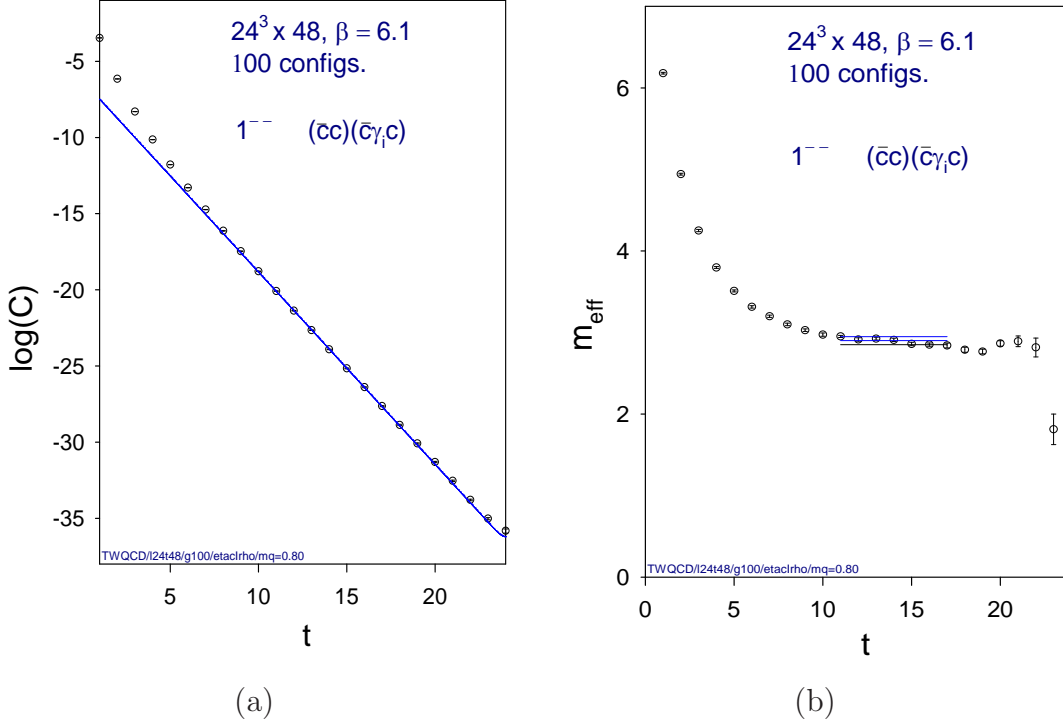 24³ x 48, β = 6.1
100 configs.
1⁻⁻ (c̄c)(c̄γᵢc)
log(C)
-5
-10
-15
-20
-25
-30
-35
TWQCD/l24t48/g100/etaclrho/mq=0.80
5 10 15 20
t
(a)
24³ x 48, β = 6.1
100 configs.
1⁻⁻ (c̄c)(c̄γᵢc)
m_eff
6
4
2
0
TWQCD/l24t48/g100/etaclrho/mq=0.80
0 5 10 15 20
t
(b)